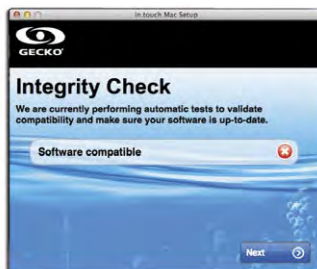 In touch Mac Setup
GECKO
Integrity Check
We are currently performing automatic tests to validate
compatibility and make sure your software is up-to-date.
Software compatible
Next